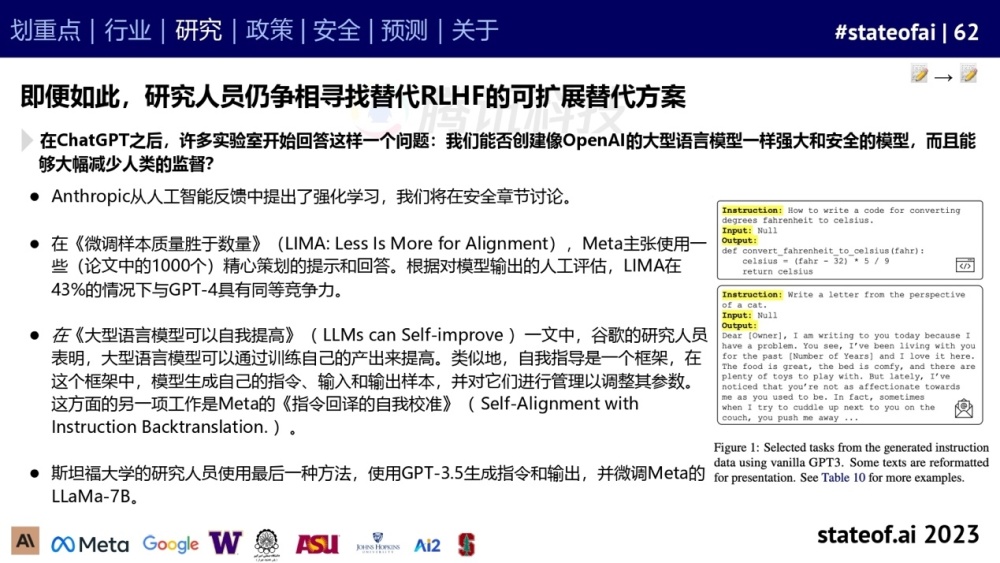 划重点 | 行业 | 研究 | 政策 | 安全 | 预测 | 关于
#stateofai | 62
即便如此，研究人员仍争相寻找替代RLHF的可扩展替代方案
腾讯科技
在ChatGPT之后，许多实验室开始回答这样一个问题：我们能否创建像OpenAI的大型语言模型一样强大和安全的模型，而且能
够大幅减少人类的监督？
● Anthropic从人工智能反馈中提出了强化学习，我们将在安全章节讨论。
● 在《微调样本质量胜于数量》（LIMA: Less Is More for Alignment），Meta主张使用一
些（论文中的1000个）精心策划的提示和回答。根据对模型输出的人工评估，LIMA在
43%的情况下与GPT-4具有同等竞争力。
● 在《大型语言模型可以自我提高》（ LLMs can Self-improve ）一文中，谷歌的研究人员
表明，大型语言模型可以通过训练自己的产出来提高。类似地，自我指导是一个框架，在
这个框架中，模型生成自己的指令、输入和输出样本，并对它们进行管理以调整其参数。
这方面的另一项工作是Meta的《指令回译的自我校准》（ Self-Alignment with
Instruction Backtranslation. ）。
● 斯坦福大学的研究人员使用最后一种方法，使用GPT-3.5生成指令和输出，并微调Meta的
LLaMa-7B。
Instruction: How to write a code for converting
degrees fahrenheit to celsius.
Input: Null
Output:
def convert_fahrenheit_to_celsius(fahr):
celsius = (fahr - 32) * 5 / 9
return celsius
Instruction: Write a letter from the perspective
of a cat.
Input: Null
Output:
Dear [Owner], I am writing to you today because I
have a problem. You see, I've been living with you
for the past [Number of Years] and I love it here.
The food is great, the bed is comfy, and there are
plenty of toys to play with. But lately, I've
noticed that you're not as affectionate towards
me as you used to be. In fact, sometimes
when I try to cuddle up next to you on the
couch, you push me away ...
Figure 1: Selected tasks from the generated instruction
data using vanilla GPT3. Some texts are reformatted
for presentation. See Table 10 for more examples.
AI Meta Google W ASU JOHNS HOPKINS UNIVERSITY Ai2 S
stateof.ai 2023